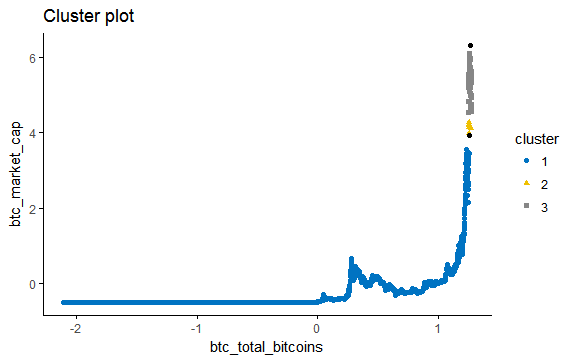 Cluster plot
btc_market_cap
6
4
2
0
-2
-1
0
1
btc_total_bitcoins
cluster
1
2
3